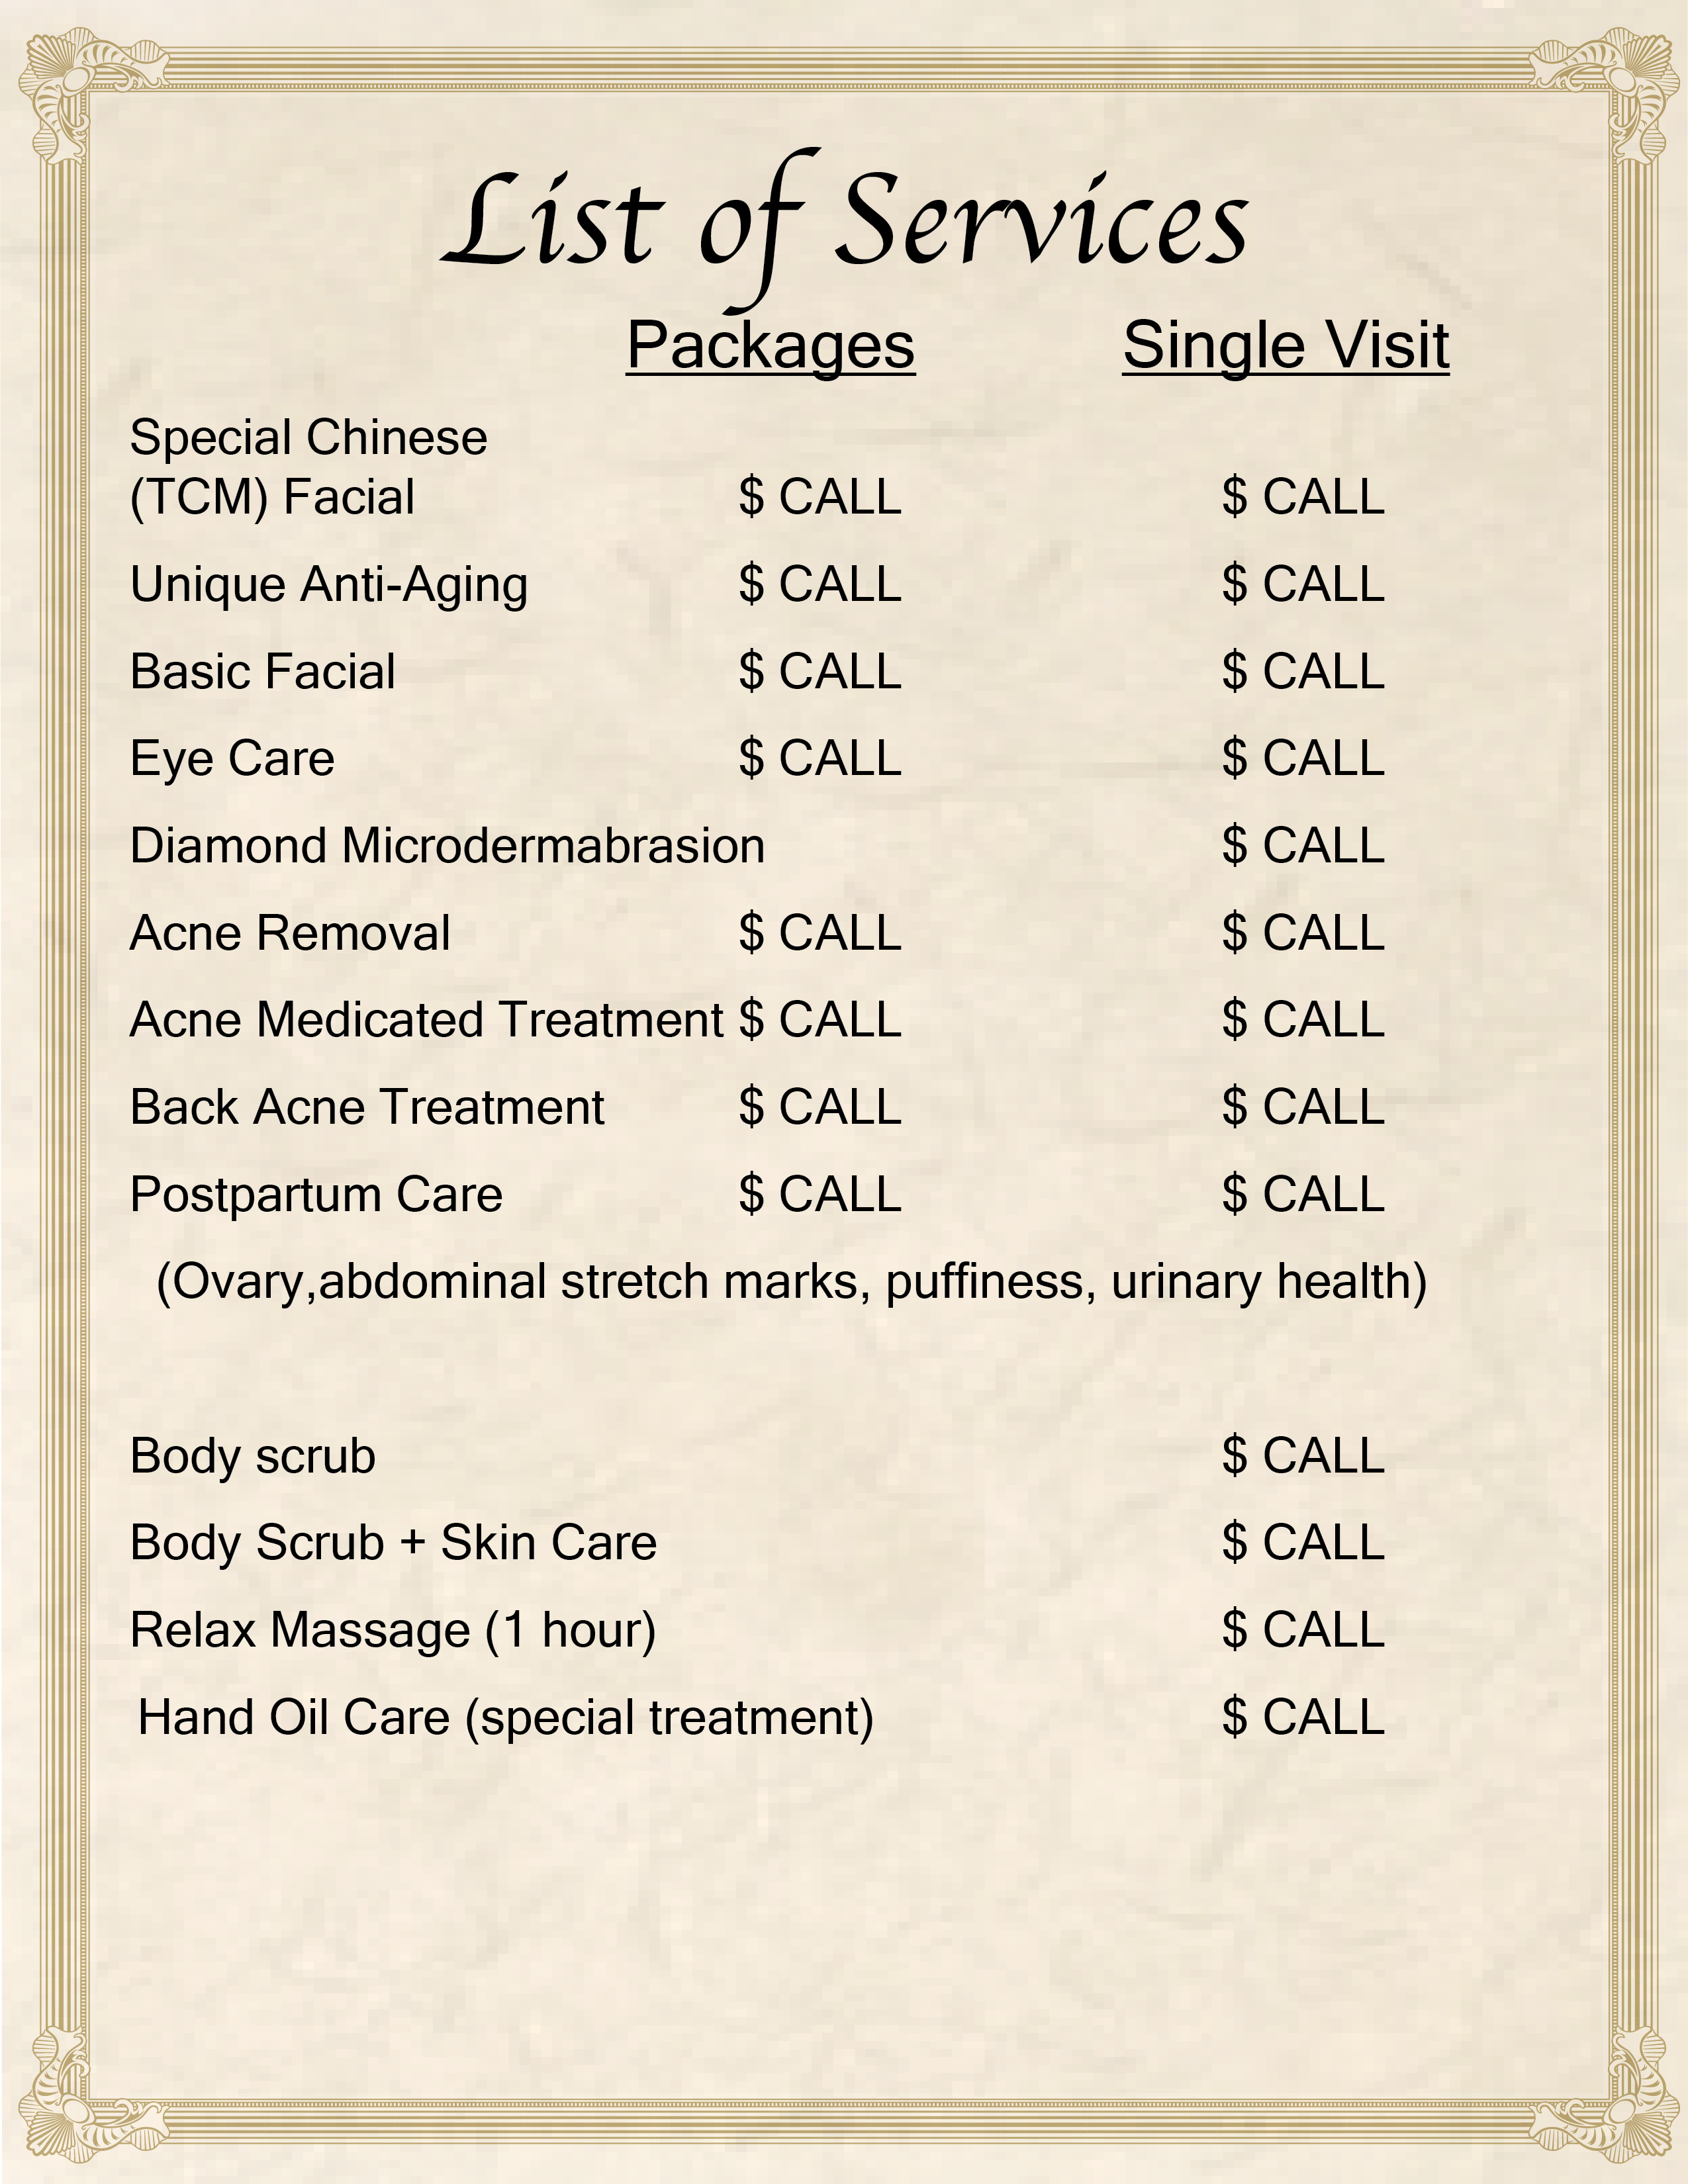 List of Services
Packages Single Visit
Special Chinese
(TCM) Facial $ CALL $ CALL
Unique Anti-Aging $ CALL $ CALL
Basic Facial $ CALL $ CALL
Eye Care $ CALL $ CALL
Diamond Microdermabrasion $ CALL
Acne Removal $ CALL $ CALL
Acne Medicated Treatment $ CALL $ CALL
Back Acne Treatment $ CALL $ CALL
Postpartum Care $ CALL $ CALL
(Ovary,abdominal stretch marks, puffiness, urinary health)
Body scrub $ CALL
Body Scrub + Skin Care $ CALL
Relax Massage (1 hour) $ CALL
Hand Oil Care (special treatment) $ CALL